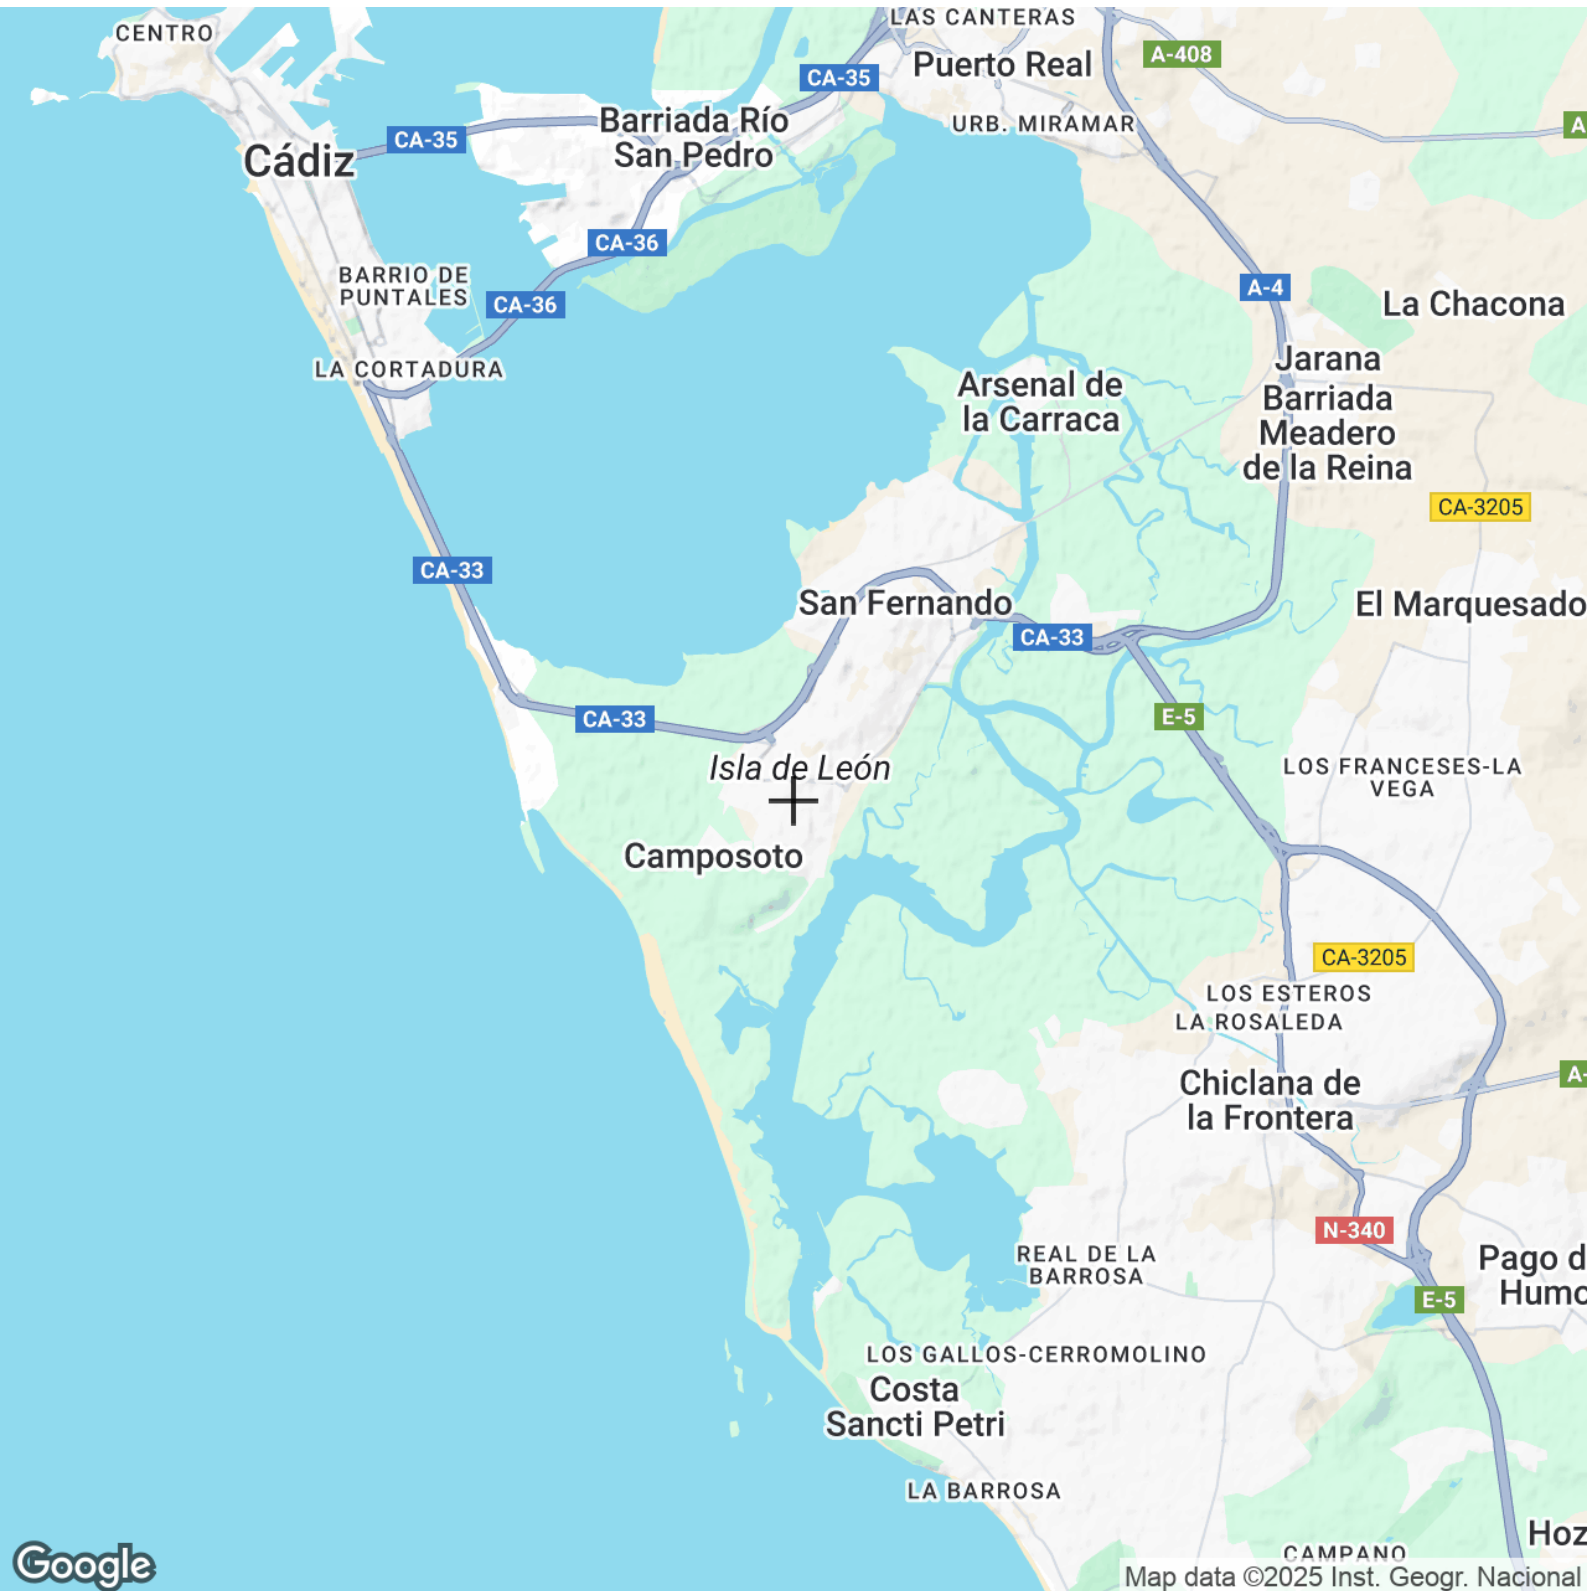 CENTRO
LAS CANTERAS
Puerto Real
A-408
CA-35
Barriada Río
San Pedro
URB. MIRAMAR
A
CA-35
Cádiz
CA-36
BARRIO DE
PUNTALES
CA-36
A-4
La Chacona
LA CORTADURA
Jarana
Arsenal de
la Carraca
Barriada
Meadero
de la Reina
CA-3205
CA-33
San Fernando
El Marquesado
CA-33
CA-33
E-5
Isla de León
LOS FRANCESES-LA
VEGA
Camposoto
CA-3205
LOS ESTEROS
LA ROSALEDA
Chiclana de
la Frontera
A-
N-340
REAL DE LA
BARROSA
Pago d
Humo
E-5
LOS GALLOS-CERROMOLINO
Costa
Sancti Petri
LA BARROSA
Hoz
CAMPANO
Google
Map data ©2025 Inst. Geogr. Nacional